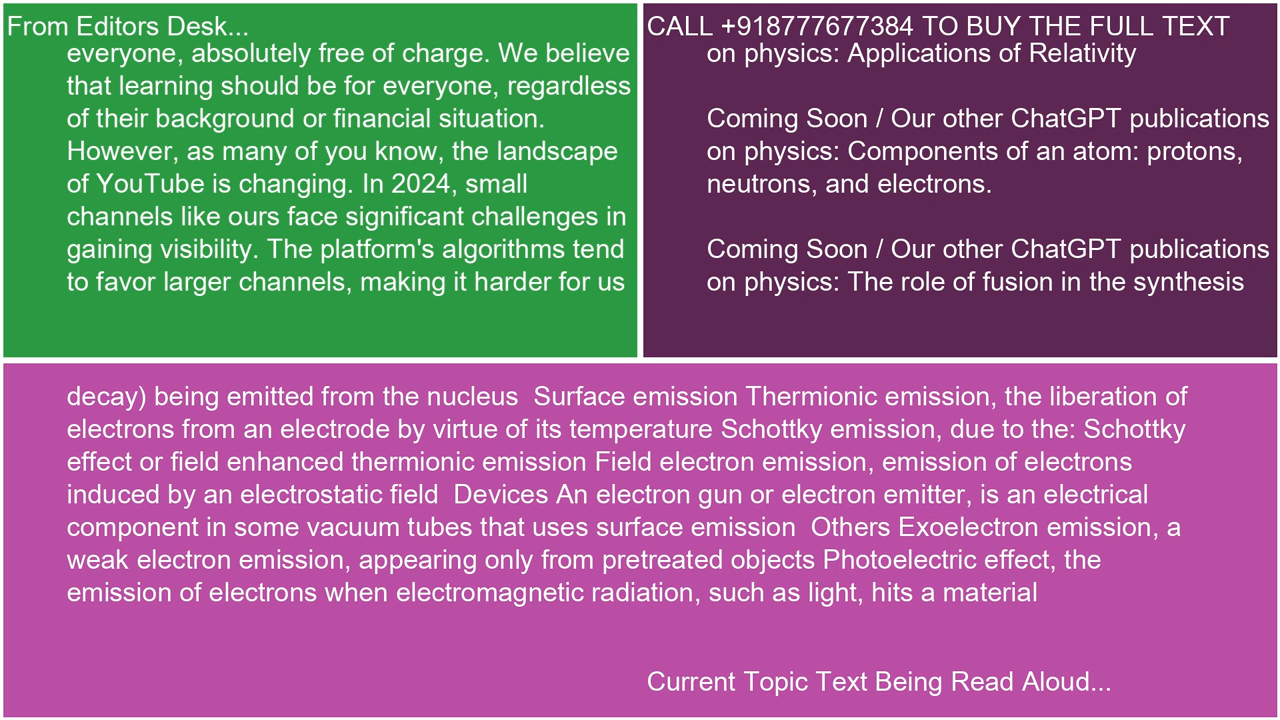 From Editors Desk...
everyone, absolutely free of charge. We believe
that learning should be for everyone, regardless
of their background or financial situation.
However, as many of you know, the landscape
of YouTube is changing. In 2024, small
channels like ours face significant challenges in
gaining visibility. The platform's algorithms tend
to favor larger channels, making it harder for us
CALL +918777677384 TO BUY THE FULL TEXT
on physics: Applications of Relativity
Coming Soon / Our other ChatGPT publications
on physics: Components of an atom: protons,
neutrons, and electrons.
Coming Soon / Our other ChatGPT publications
on physics: The role of fusion in the synthesis
decay) being emitted from the nucleus  Surface emission Thermionic emission, the liberation of
electrons from an electrode by virtue of its temperature Schottky emission, due to the: Schottky
effect or field enhanced thermionic emission Field electron emission, emission of electrons
induced by an electrostatic field  Devices An electron gun or electron emitter, is an electrical
component in some vacuum tubes that uses surface emission  Others Exoelectron emission, a
weak electron emission, appearing only from pretreated objects Photoelectric effect, the
emission of electrons when electromagnetic radiation, such as light, hits a material
Current Topic Text Being Read Aloud...